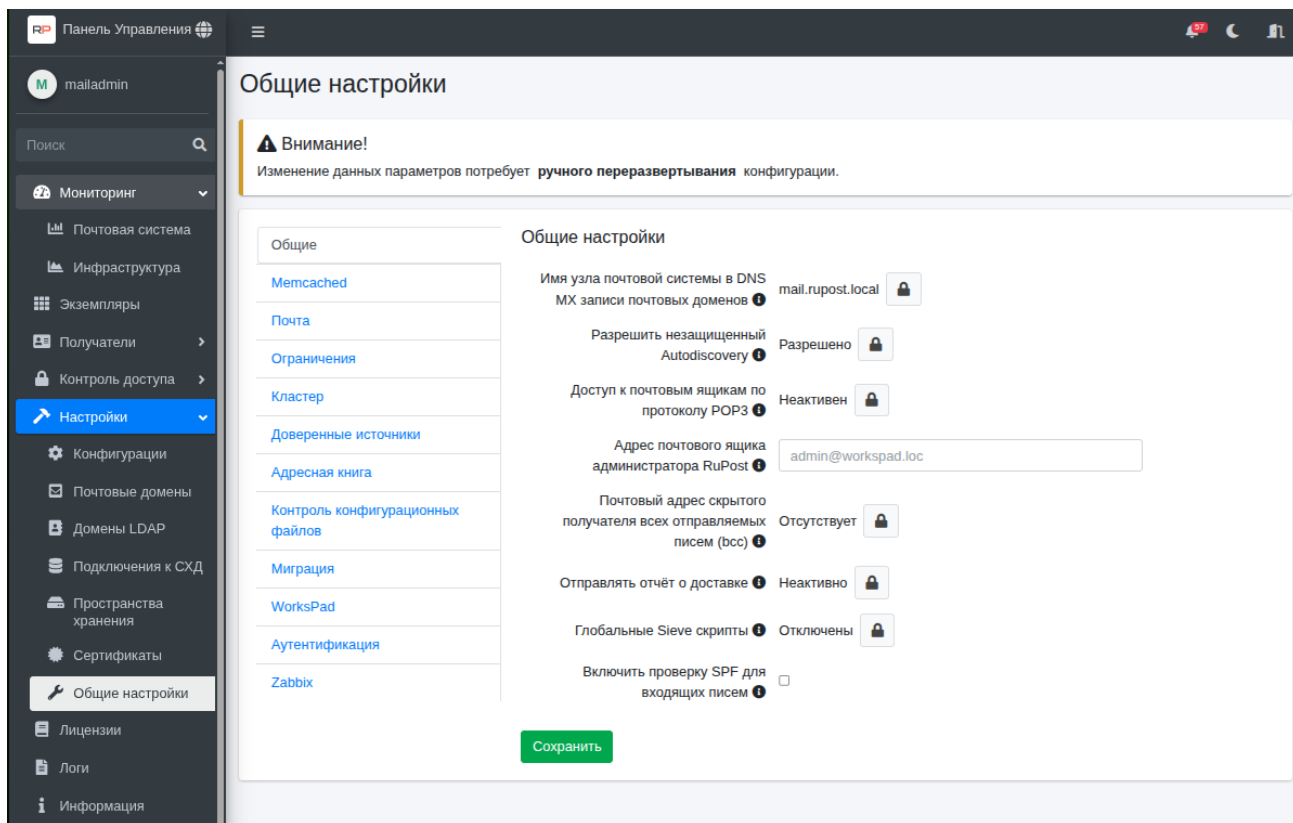 RP Панель Управления
57
M mailadmin
Поиск
Мониторинг
Почтовая система
Инфраструктура
Экземпляры
Получатели
Контроль доступа
Настройки
Конфигурации
Почтовые домены
Домены LDAP
Подключения к СХД
Пространства
хранения
Сертификаты
Общие настройки
Лицензии
Логи
Информация
Общие настройки
Внимание!
Изменение данных параметров потребует ручного переразвертывания конфигурации.
Общие
Memcached
Почта
Ограничения
Кластер
Доверенные источники
Адресная книга
Контроль конфигурационных
файлов
Миграция
WorksPad
Аутентификация
Zabbix
Общие настройки
Имя узла почтовой системы в DNS
MX записи почтовых доменов
mail.rupost.local
Разрешить незащищенный
Autodiscovery
Разрешено
Доступ к почтовым ящикам по
протоколу POP3
Неактивен
Адрес почтового ящика
администратора RuPost
admin@workspad.loc
Почтовый адрес скрытого
получателя всех отправляемых
писем (bcc)
Отсутствует
Отправлять отчёт о доставке
Неактивно
Глобальные Sieve скрипты
Отключены
Включить проверку SPF для
входящих писем
Сохранить